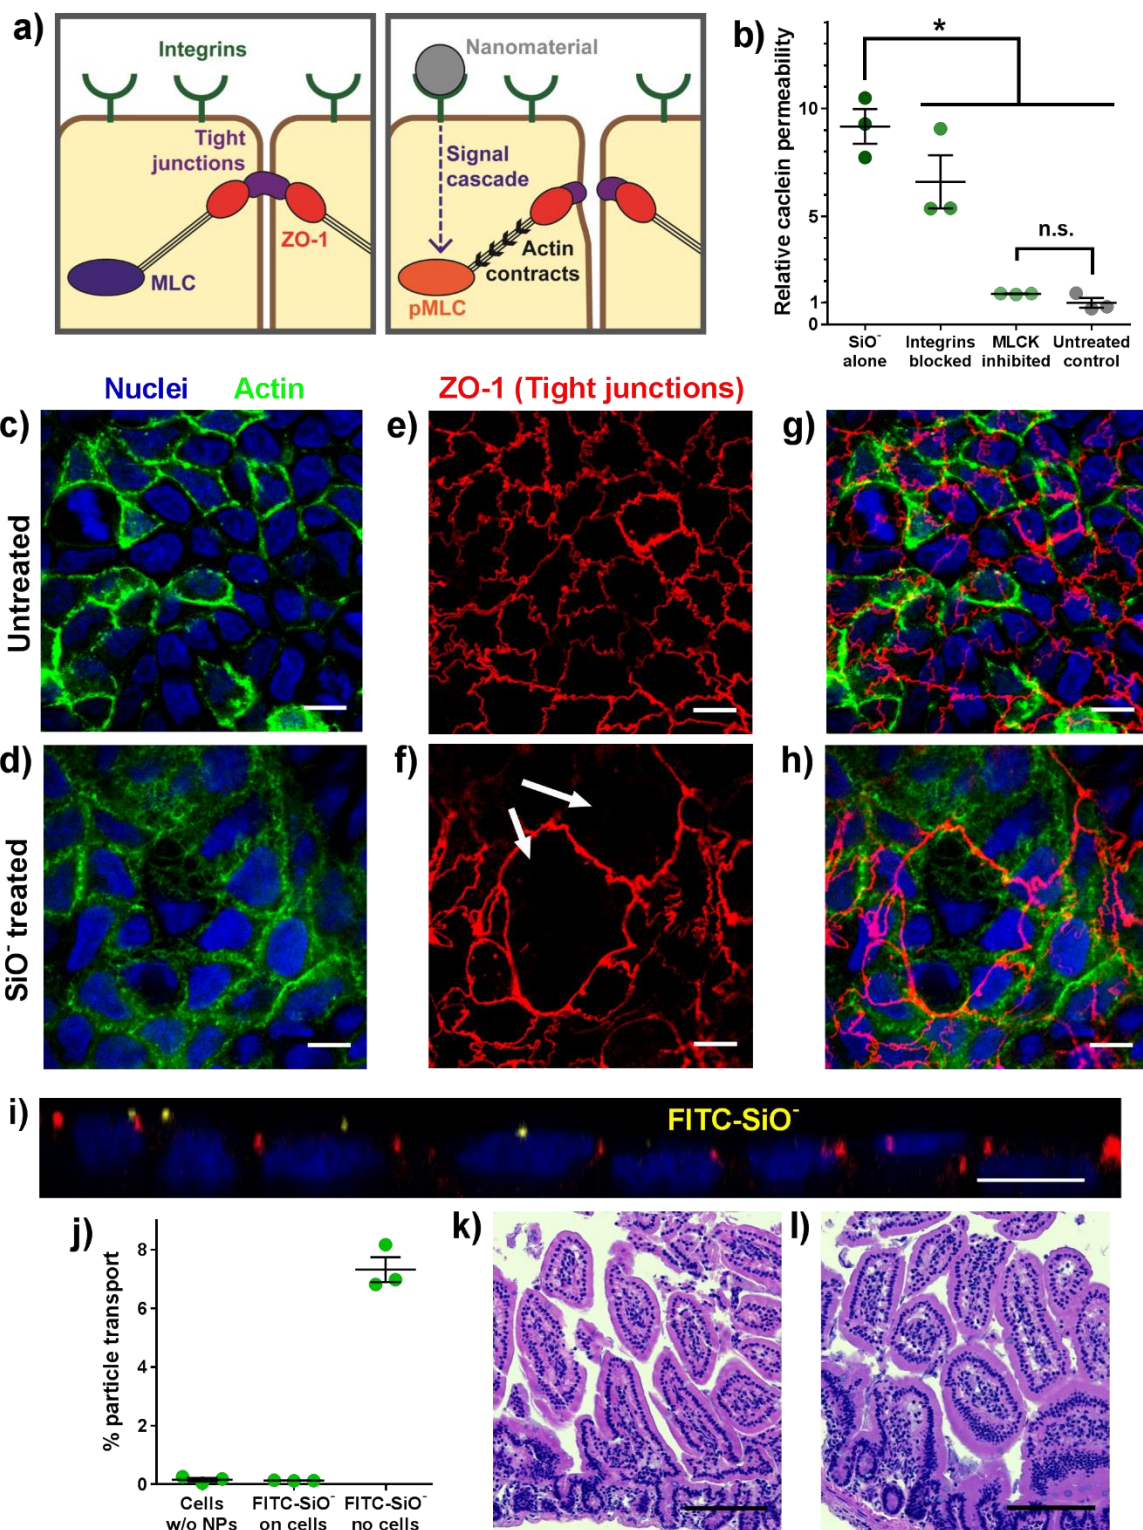 a)
Integrins
Tight
junctions
ZO-1
MLC
Nanomaterial
Signal
cascade
Actin
contracts
pMLC
b)
Relative caclein permeability
10
5
1
0
*
n.s.
SiO⁻
alone
Integrins
blocked
MLCK
inhibited
Untreated
control
Nuclei Actin
ZO-1 (Tight junctions)
Untreated
c)
e)
g)
SiO⁻ treated
d)
f)
h)
i)
FITC-SiO⁻
j)
% particle transport
8
6
4
2
0
Cells
w/o NPs
FITC-SiO⁻
on cells
FITC-SiO⁻
no cells
k)
l)